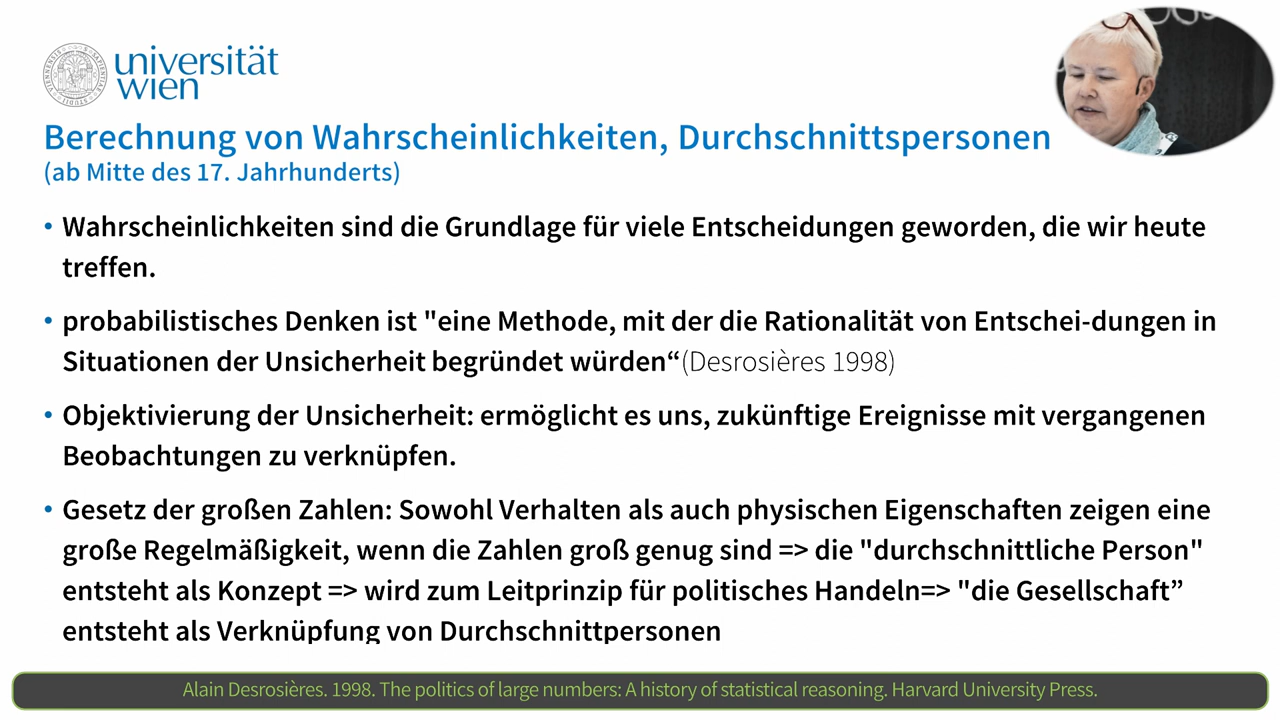 universität
wien
Berechnung von Wahrscheinlichkeiten, Durchschnittspersonen
(ab Mitte des 17. Jahrhunderts)
• Wahrscheinlichkeiten sind die Grundlage für viele Entscheidungen geworden, die wir heute
treffen.
• probabilistisches Denken ist "eine Methode, mit der die Rationalität von Entschei-dungen in
Situationen der Unsicherheit begründet würden“(Desrosières 1998)
• Objektivierung der Unsicherheit: ermöglicht es uns, zukünftige Ereignisse mit vergangenen
Beobachtungen zu verknüpfen.
• Gesetz der großen Zahlen: Sowohl Verhalten als auch physischen Eigenschaften zeigen eine
große Regelmäßigkeit, wenn die Zahlen groß genug sind => die "durchschnittliche Person"
entsteht als Konzept => wird zum Leitprinzip für politisches Handeln=> "die Gesellschaft”
entsteht als Verknüpfung von Durchschnittpersonen
Alain Desrosières. 1998. The politics of large numbers: A history of statistical reasoning. Harvard University Press.